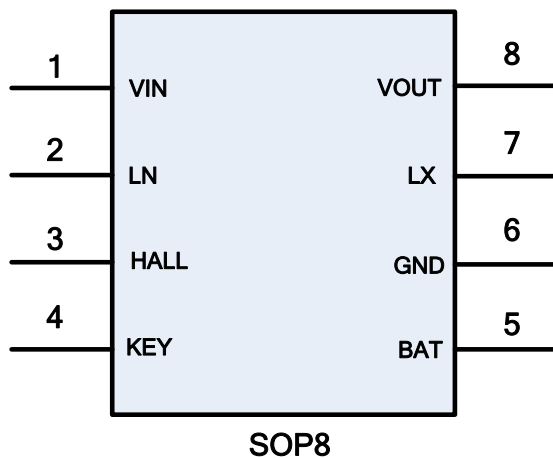 1 VIN VOUT 8
2 LN LX 7
3 HALL GND 6
4 KEY BAT 5
SOP8